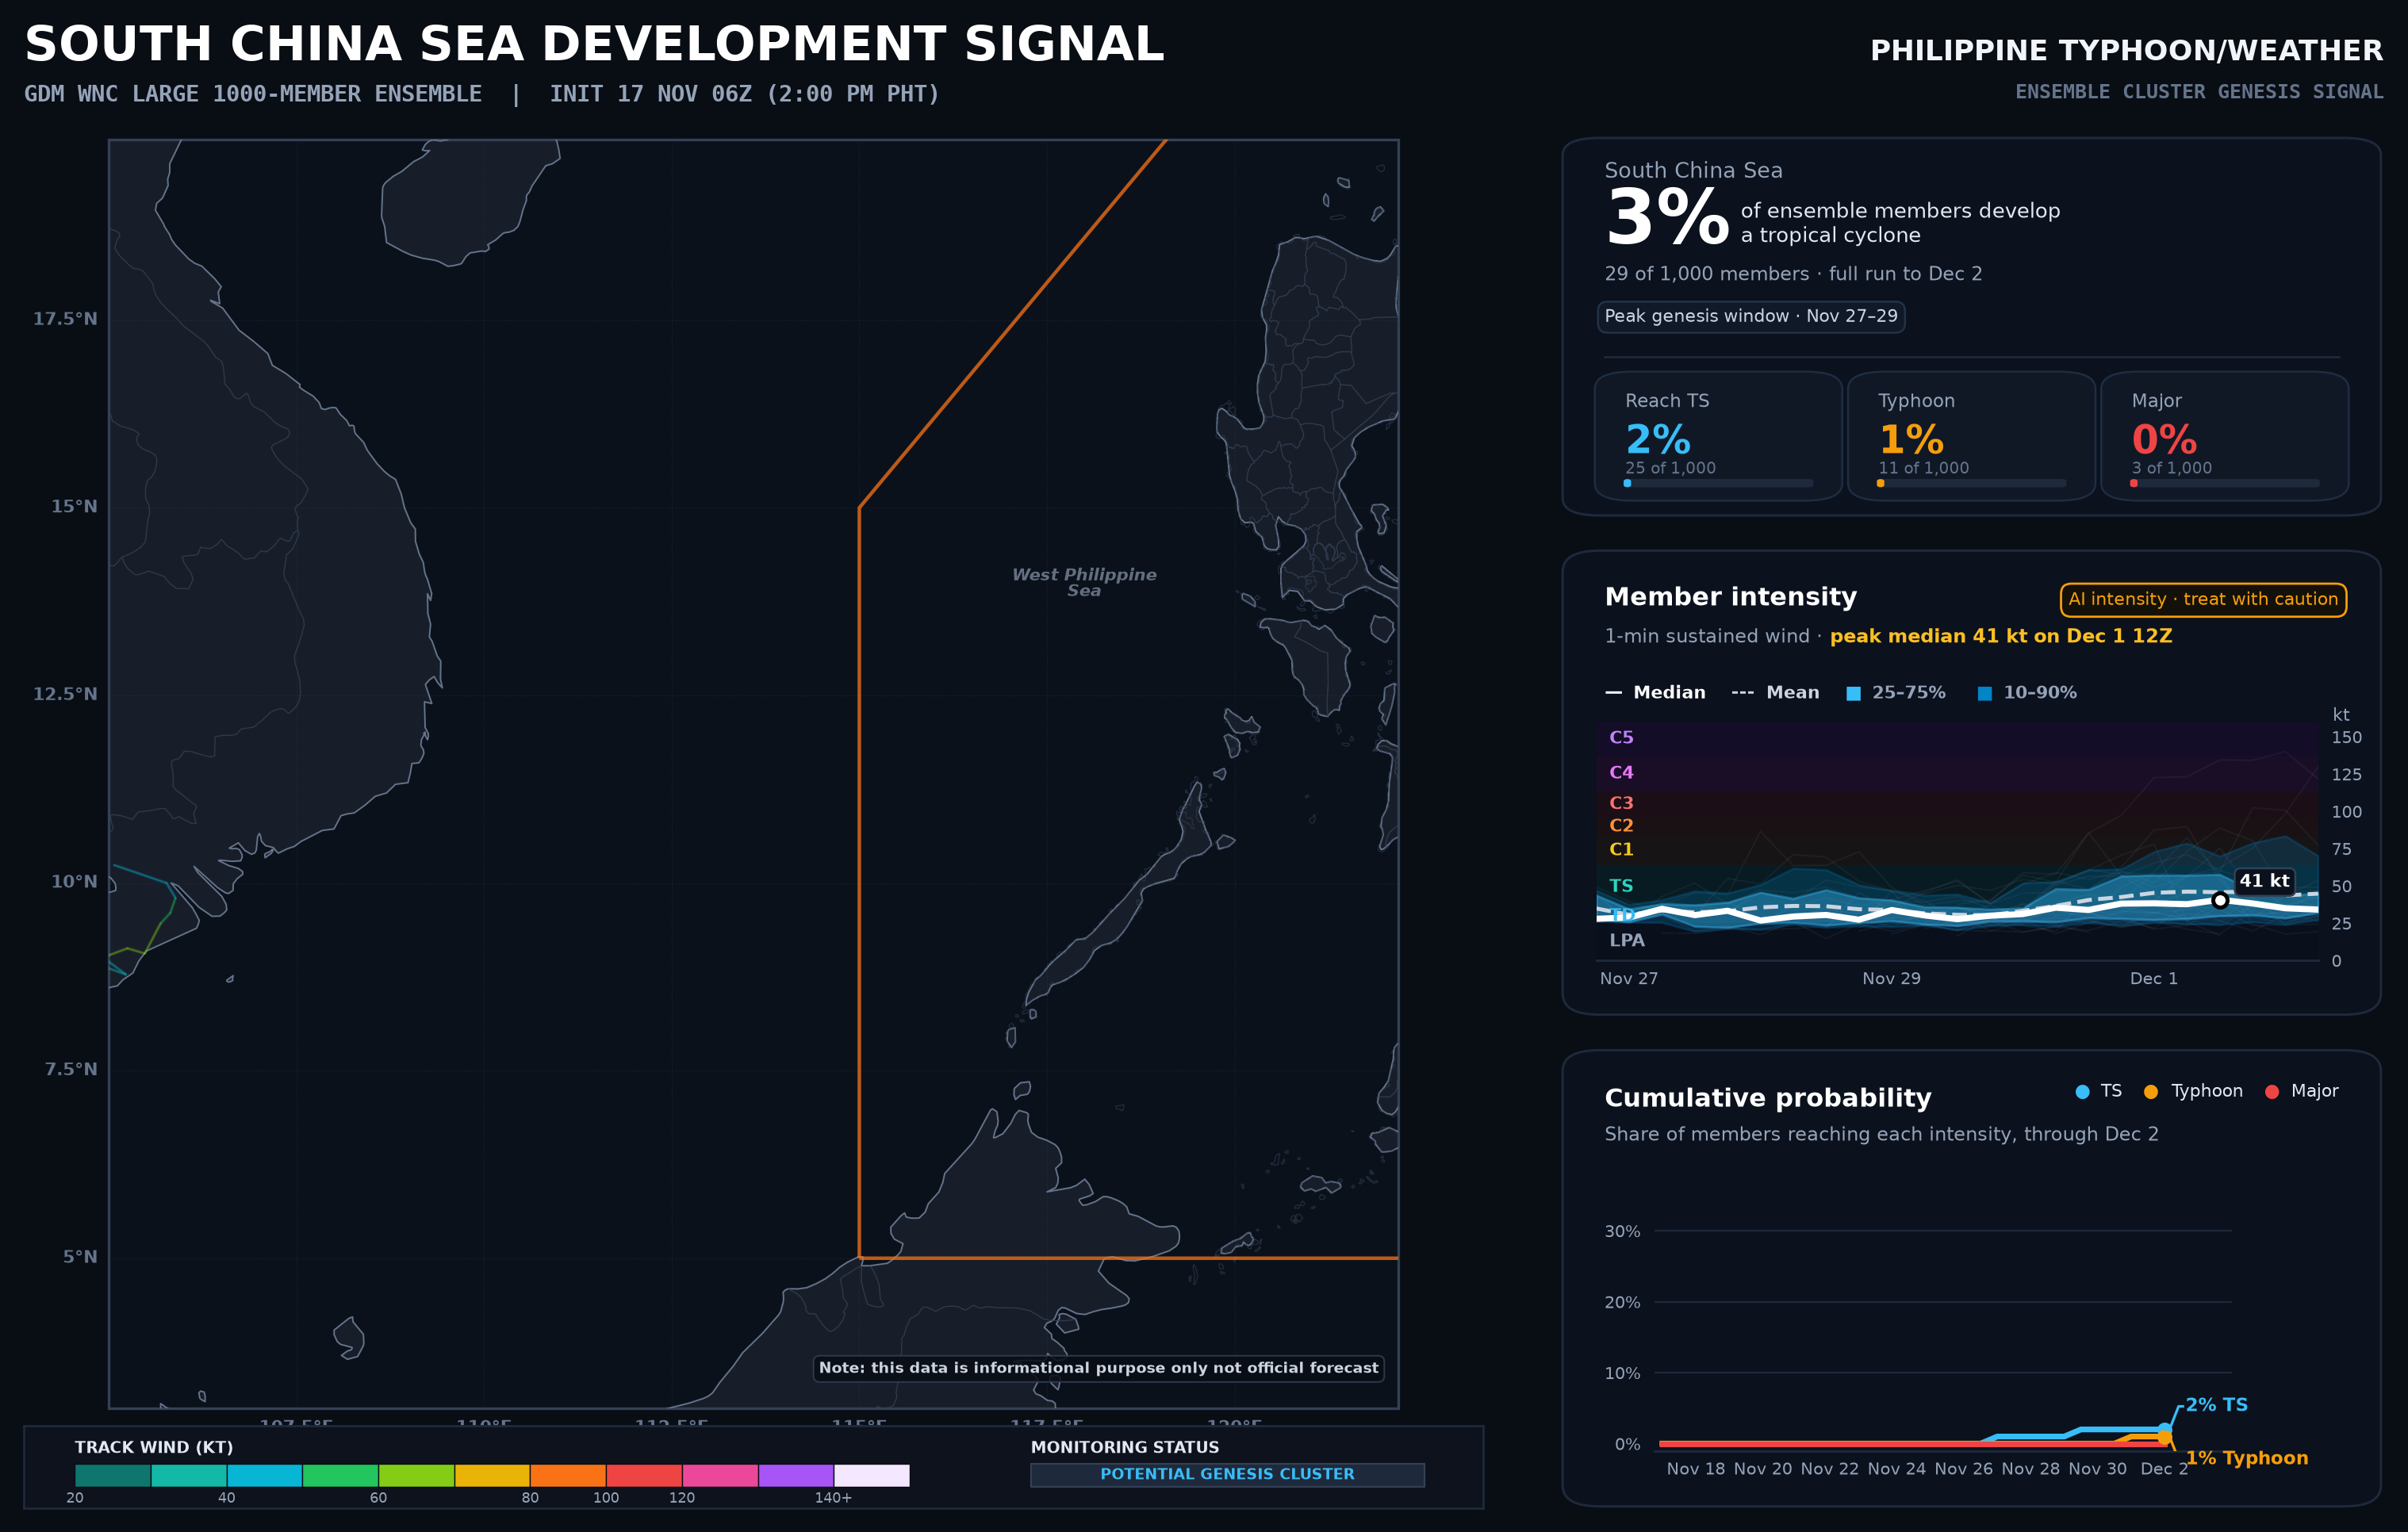 SOUTH CHINA SEA DEVELOPMENT SIGNAL
GDM WNC LARGE 1000-MEMBER ENSEMBLE | INIT 17 NOV 06Z (2:00 PM PHT)
PHILIPPINE TYPHOON/WEATHER
ENSEMBLE CLUSTER GENESIS SIGNAL
17.5°N
15°N
12.5°N
10°N
7.5°N
5°N
West Philippine
Sea
Note: this data is informational purpose only not official forecast
107.5°E 110°E 112.5°E 115°E 117.5°E 120°E
TRACK WIND (KT)
20 40 60 80 100 120 140+
MONITORING STATUS
POTENTIAL GENESIS CLUSTER
South China Sea
3% of ensemble members develop
a tropical cyclone
29 of 1,000 members · full run to Dec 2
Peak genesis window · Nov 27–29
Reach TS
2%
25 of 1,000
Typhoon
1%
11 of 1,000
Major
0%
3 of 1,000
Member intensity
AI intensity · treat with caution
1-min sustained wind · peak median 41 kt on Dec 1 12Z
Median Mean 25–75% 10–90%
kt
C5 150
C4 125
C3 100
C2
C1 75
TS 50
41 kt
TD 25
LPA 0
Nov 27 Nov 29 Dec 1
Cumulative probability
TS Typhoon Major
Share of members reaching each intensity, through Dec 2
30%
20%
10%
0%
2% TS
1% Typhoon
Nov 18 Nov 20 Nov 22 Nov 24 Nov 26 Nov 28 Nov 30 Dec 2